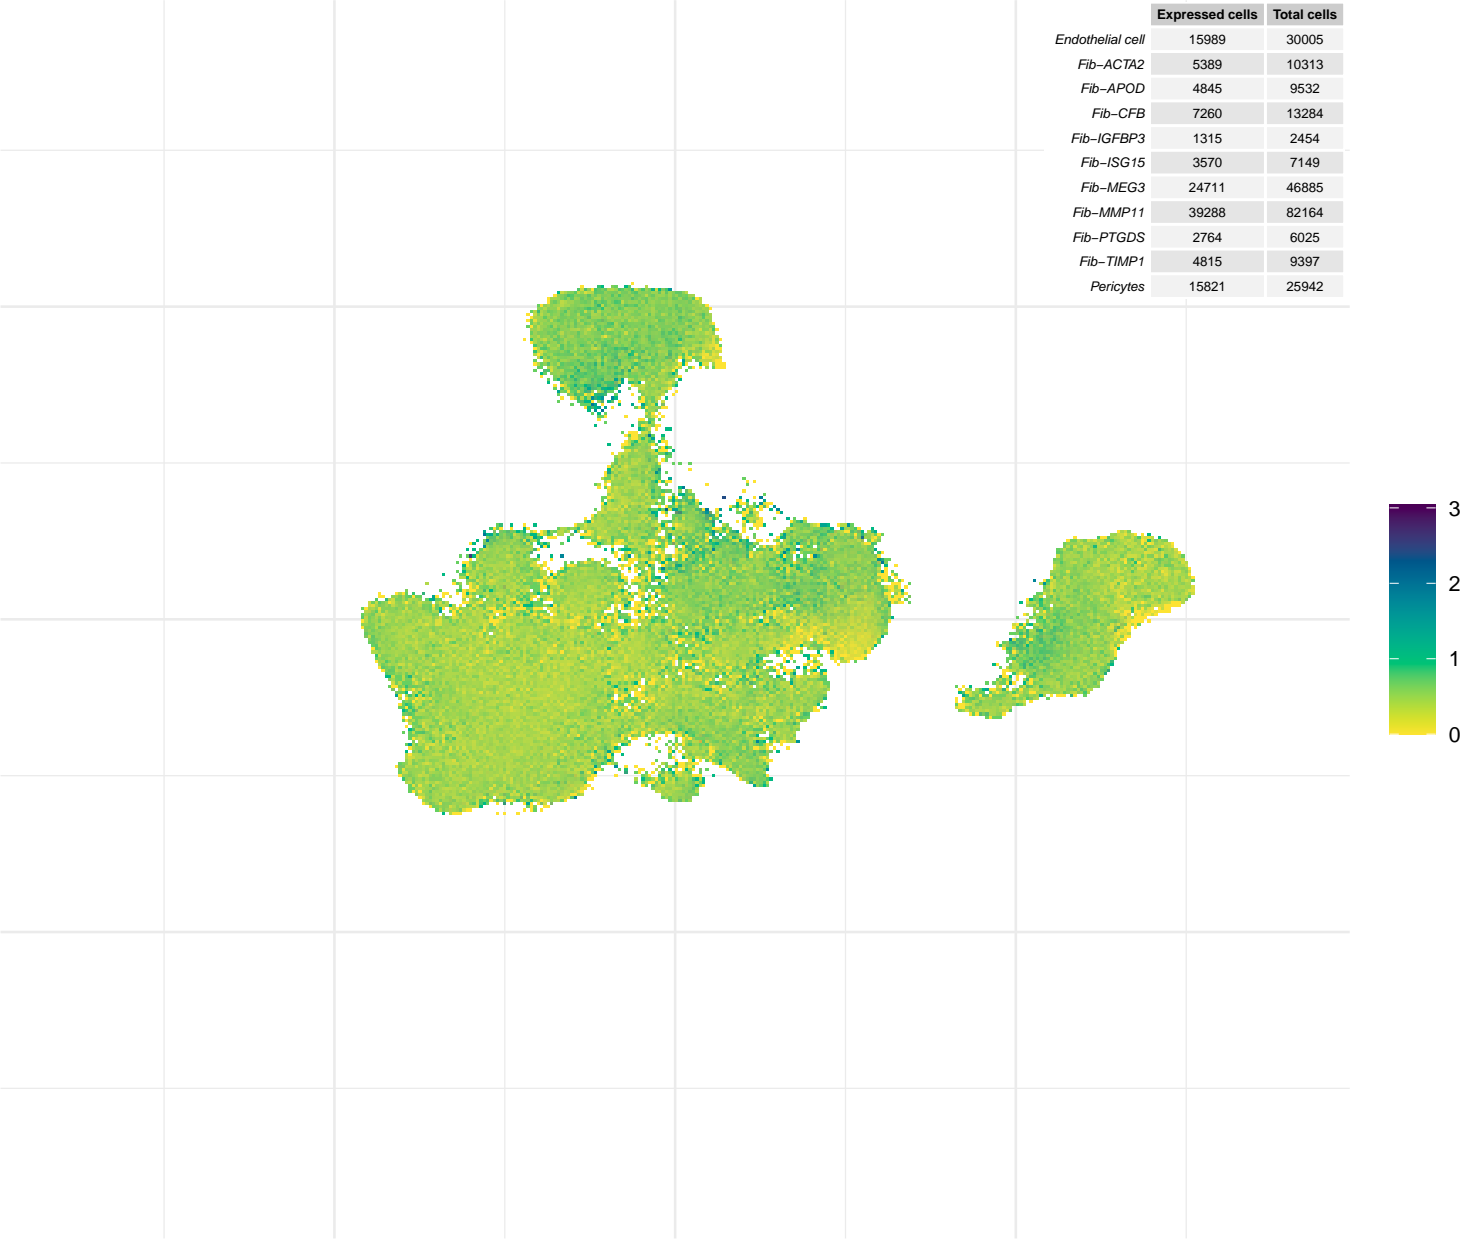 Expressed cells Total cells
Endothelial cell 15989 30005
Fib−ACTA2 5389 10313
Fib−APOD 4845 9532
Fib−CFB 7260 13284
Fib−IGFBP3 1315 2454
Fib−ISG15 3570 7149
Fib−MEG3 24711 46885
Fib−MMP11 39288 82164
Fib−PTGDS 2764 6025
Fib−TIMP1 4815 9397
Pericytes 15821 25942
3
2
1
0